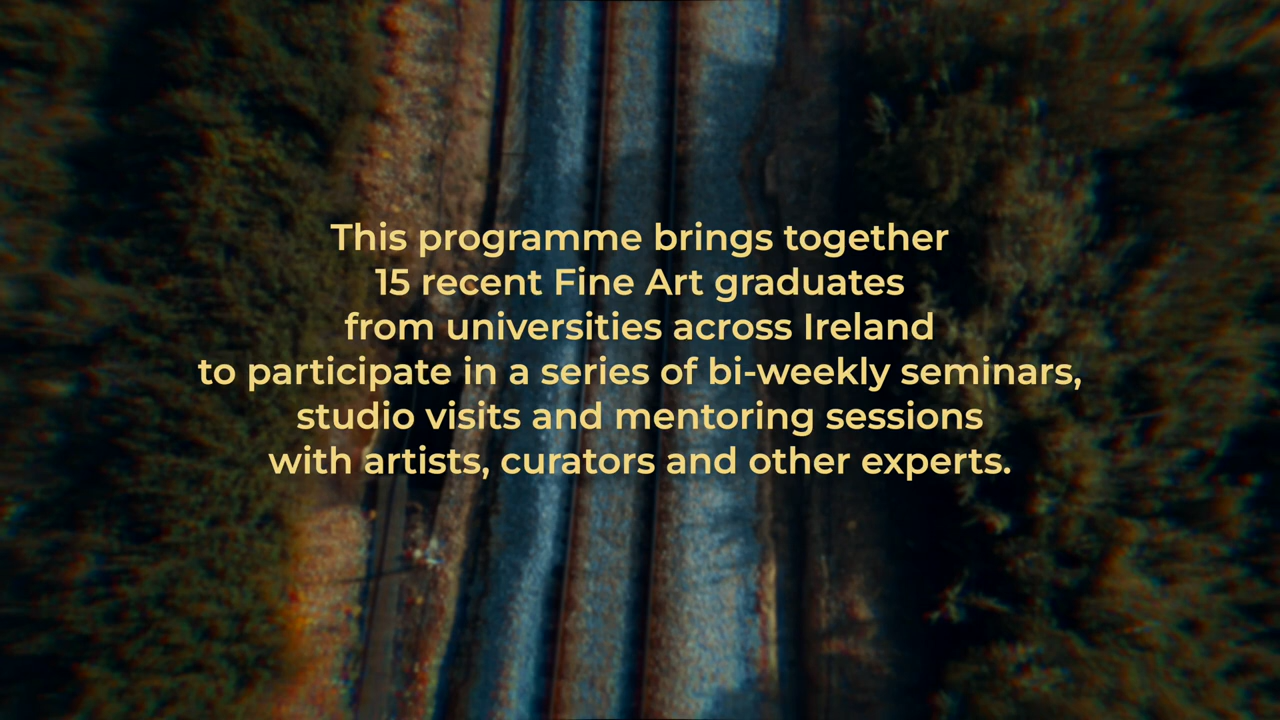 This programme brings together
15 recent Fine Art graduates
from universities across Ireland
to participate in a series of bi-weekly seminars,
studio visits and mentoring sessions
with artists, curators and other experts.